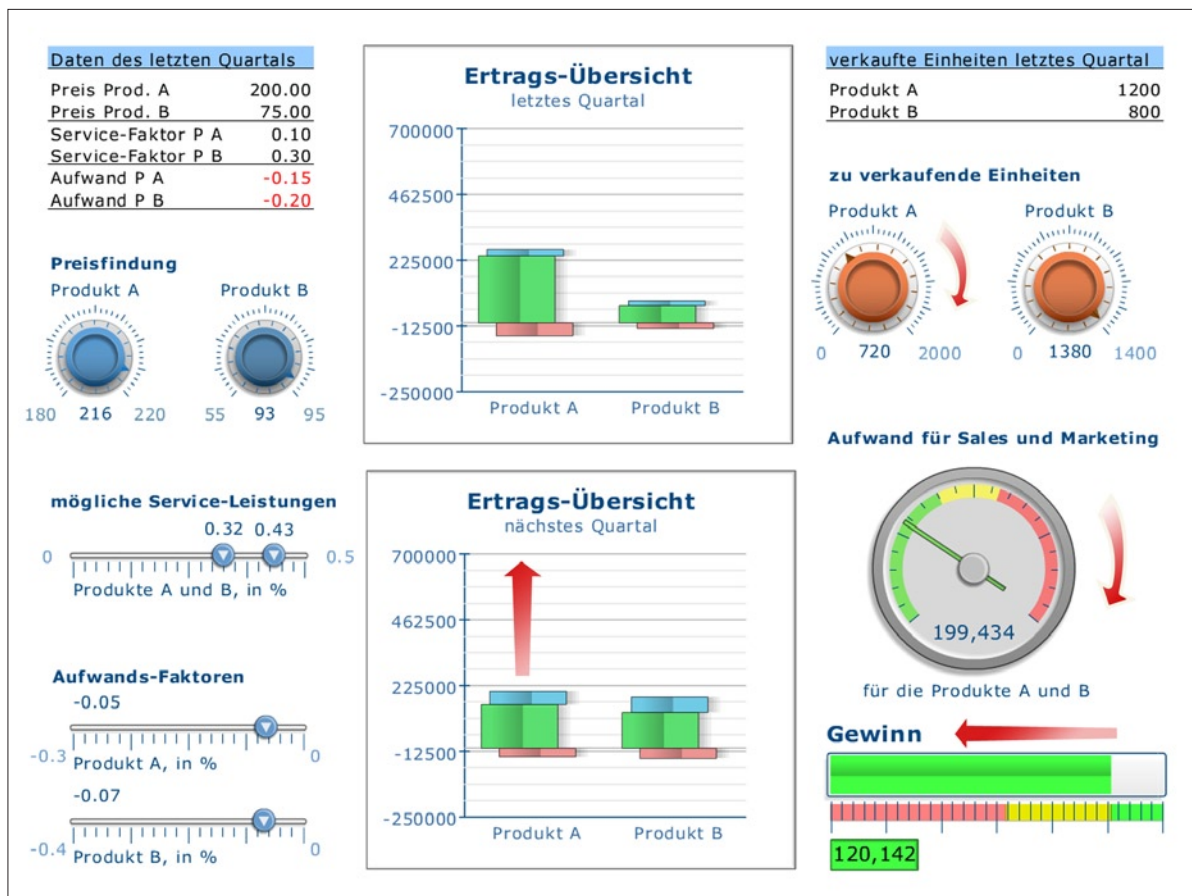 Daten des letzten Quartals
Preis Prod. A 200.00
Preis Prod. B 75.00
Service-Faktor P A 0.10
Service-Faktor P B 0.30
Aufwand P A -0.15
Aufwand P B -0.20
Preisfindung
Produkt A Produkt B
180 216 220 55 93 95
mögliche Service-Leistungen
0.32 0.43
0 0.5
Produkte A und B, in %
Aufwands-Faktoren
-0.05
-0.3 0
Produkt A, in %
-0.07
-0.4 0
Produkt B, in %
Ertrags-Übersicht
letztes Quartal
700000
462500
225000
-12500
-250000
Produkt A Produkt B
Ertrags-Übersicht
nächstes Quartal
700000
462500
225000
-12500
-250000
Produkt A Produkt B
verkaufte Einheiten letztes Quartal
Produkt A 1200
Produkt B 800
zu verkaufende Einheiten
Produkt A Produkt B
0 720 2000 0 1380 1400
Aufwand für Sales und Marketing
199,434
für die Produkte A und B
Gewinn
120,142